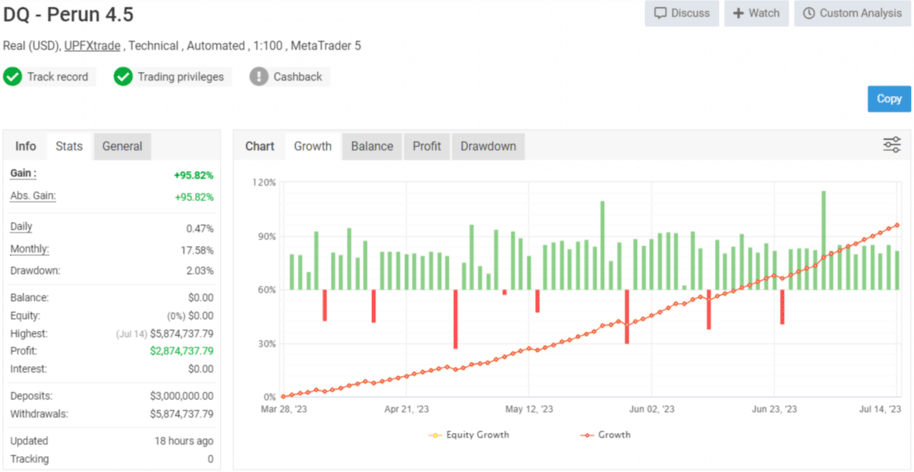 DQ - Perun 4.5
Discuss
Watch
Custom Analysis
Real (USD), UPFXtrade , Technical , Automated , 1:100 , MetaTrader 5
Track record
Trading privileges
Cashback
Copy
Info Stats General
Gain : +95.82%
Abs. Gain: +95.82%
Daily 0.47%
Monthly: 17.58%
Drawdown: 2.03%
Balance: $0.00
Equity: (0%) $0.00
Highest: (Jul 14) $5,874,737.79
Profit: $2,874,737.79
Interest: $0.00
Deposits: $3,000,000.00
Withdrawals: $5,874,737.79
Updated 18 hours ago
Tracking 0
Chart Growth Balance Profit Drawdown
120%
90%
60%
30%
0%
Mar 28, '23 Apr 21, '23 May 12, '23 Jun 02, '23 Jun 23, '23 Jul 14, '23
Equity Growth Growth